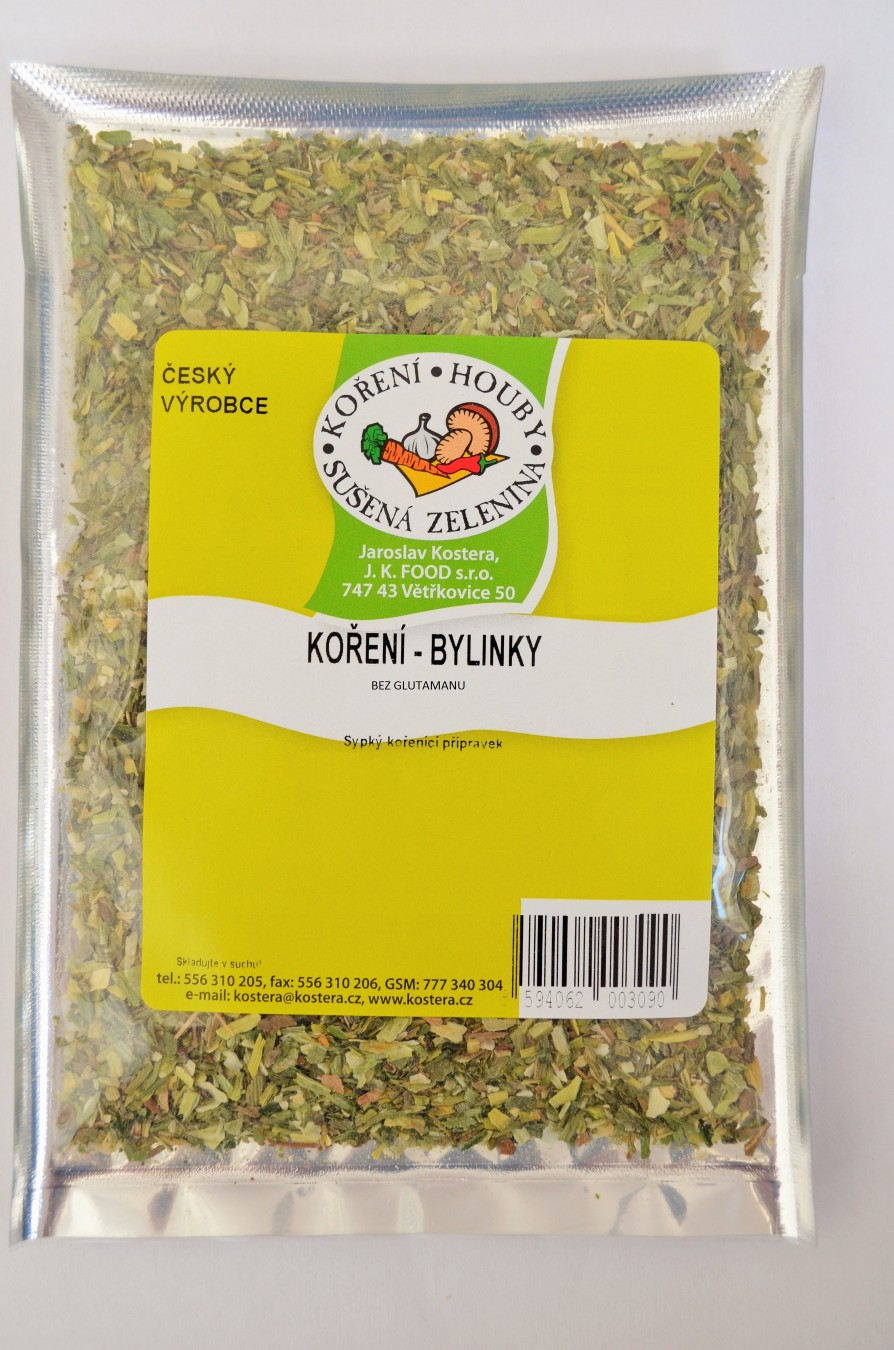 ČESKÝ
VÝROBCE
• KOŘENÍ • HOUBY •
SUŠENÁ ZELENINA
Jaroslav Kostera,
J. K. FOOD s.r.o.
747 43 Větřkovice 50
KOŘENÍ - BYLINKY
BEZ GLUTAMANU
Sypký kořenící přípravek
Skladujte v suchu!
tel.: 556 310 205, fax: 556 310 206, GSM: 777 340 304
e-mail: kostera@kostera.cz, www.kostera.cz
594062 003090